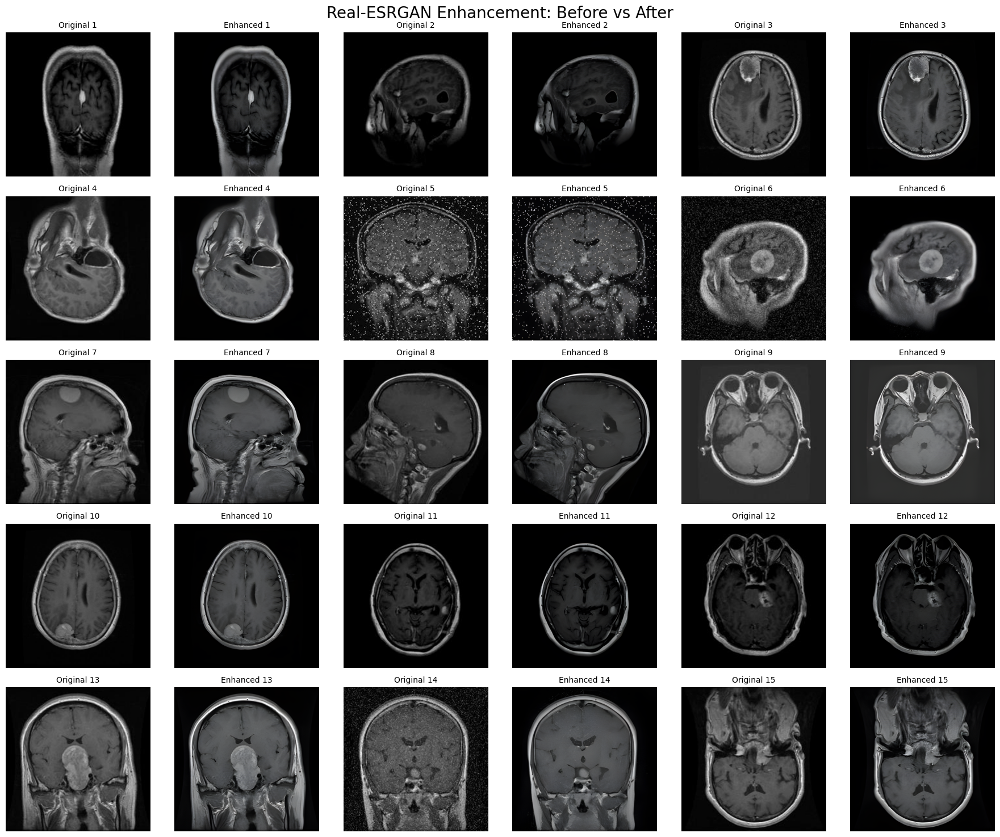 Real-ESRGAN Enhancement: Before vs After
Original 1
Enhanced 1
Original 2
Enhanced 2
Original 3
Enhanced 3
Original 4
Enhanced 4
Original 5
Enhanced 5
Original 6
Enhanced 6
Original 7
Enhanced 7
Original 8
Enhanced 8
Original 9
Enhanced 9
Original 10
Enhanced 10
Original 11
Enhanced 11
Original 12
Enhanced 12
Original 13
Enhanced 13
Original 14
Enhanced 14
Original 15
Enhanced 15